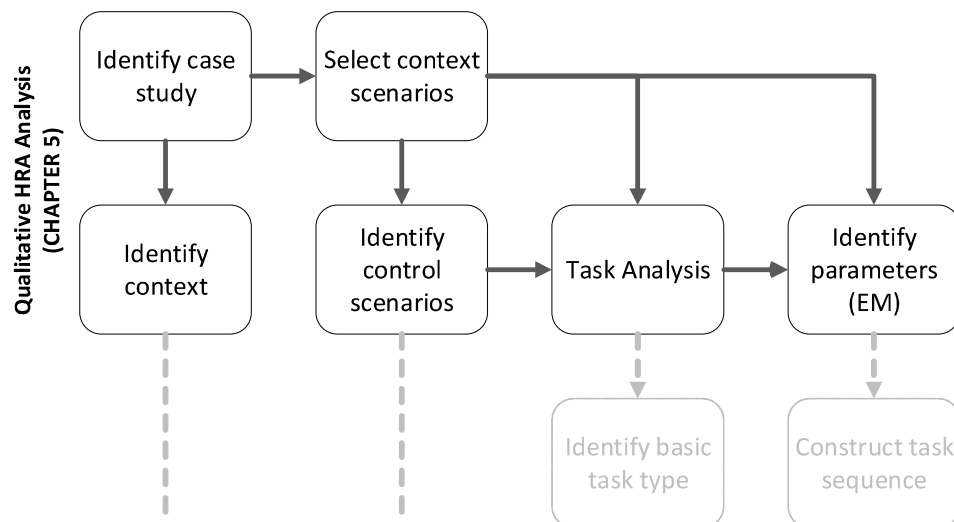 Qualitative HRA Analysis
(CHAPTER 5)
Identify case
study
Select context
scenarios
Identify
context
Identify
control
scenarios
Task Analysis
Identify
parameters
(EM)
Identify basic
task type
Construct task
sequence